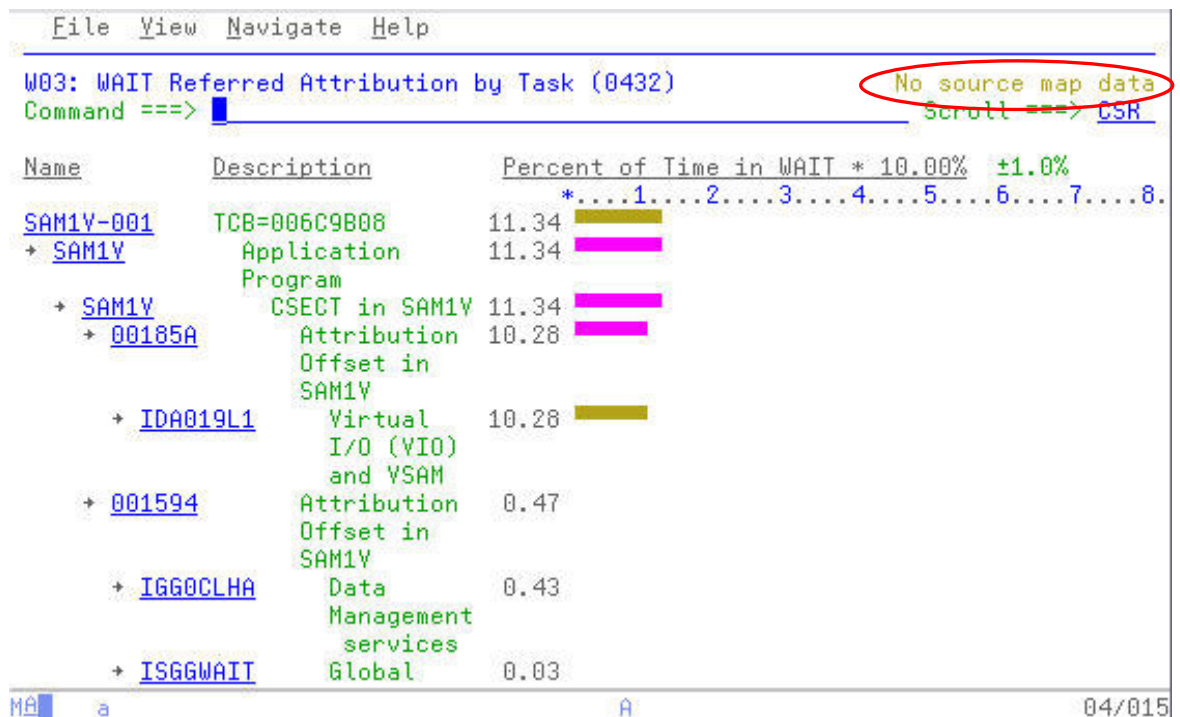 File View Navigate Help
W03: WAIT Referred Attribution by Task (0432) No source map data
Command ===> Scroll ===> CSR
Name Description Percent of Time in WAIT * 10.00% ±1.0%
*....1....2....3....4....5....6....7....8.
SAM1V-001 TCB=006C9B08 11.34
→ SAM1V Application 11.34
Program
→ SAM1V CSECT in SAM1V 11.34
→ 00185A Attribution 10.28
Offset in
SAM1V
→ IDA019L1 Virtual 10.28
I/O (VIO)
and VSAM
→ 001594 Attribution 0.47
Offset in
SAM1V
→ IGG0CLHA Data 0.43
Management
services
→ ISGGWAIT Global 0.03
MA a A 04/015